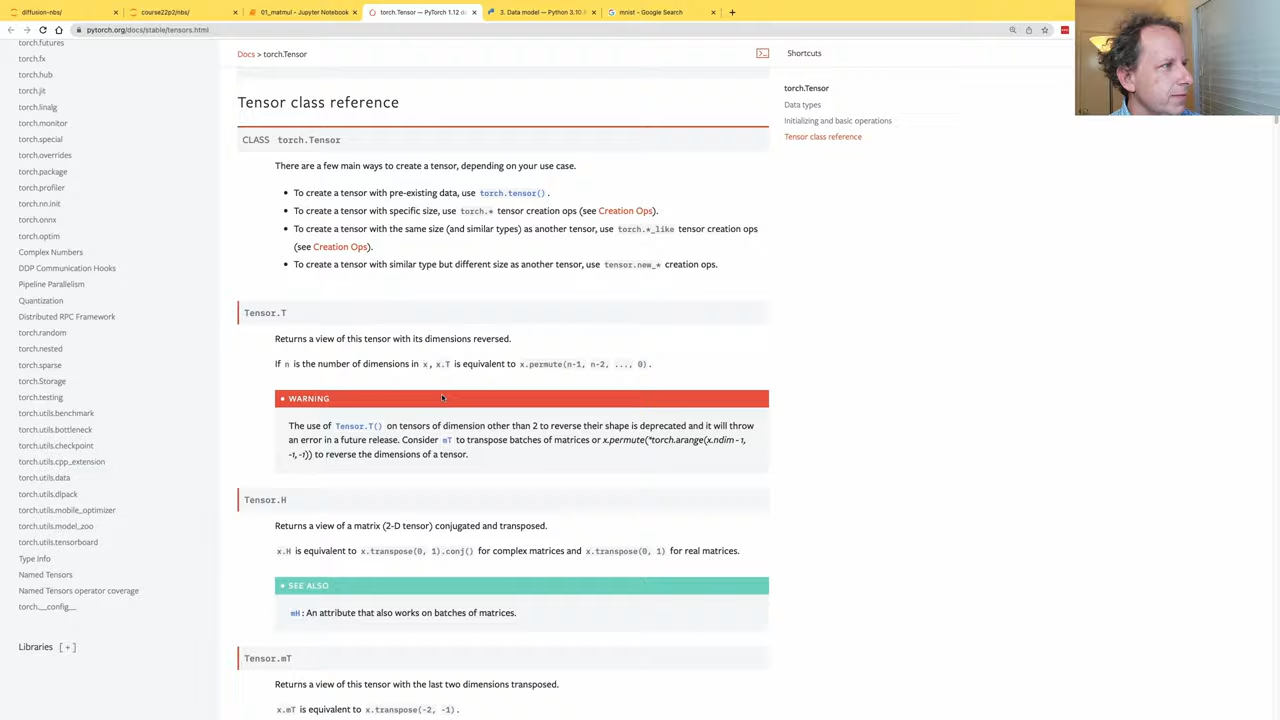 diffusion-nbs/
course22p2/nbs/
01_matmul - Jupyter Notebook
torch.Tensor — PyTorch 1.12 d
3. Data model — Python 3.10.
mnist - Google Search
pytorch.org/docs/stable/tensors.html
torch.futures
torch.fx
torch.hub
torch.jit
torch.linalg
torch.monitor
torch.special
torch.overrides
torch.package
torch.profiler
torch.nn.init
torch.onnx
torch.optim
Complex Numbers
DDP Communication Hooks
Pipeline Parallelism
Quantization
Distributed RPC Framework
torch.random
torch.nested
torch.sparse
torch.Storage
torch.testing
torch.utils.benchmark
torch.utils.bottleneck
torch.utils.checkpoint
torch.utils.cpp_extension
torch.utils.data
torch.utils.dlpack
torch.utils.mobile_optimizer
torch.utils.model_zoo
torch.utils.tensorboard
Type Info
Named Tensors
Named Tensors operator coverage
torch.__config__
Libraries [+]
Docs > torch.Tensor
Tensor class reference
CLASS torch.Tensor
There are a few main ways to create a tensor, depending on your use case.
• To create a tensor with pre-existing data, use torch.tensor().
• To create a tensor with specific size, use torch.* tensor creation ops (see Creation Ops).
• To create a tensor with the same size (and similar types) as another tensor, use torch.*_like tensor creation ops
(see Creation Ops).
• To create a tensor with similar type but different size as another tensor, use tensor.new_* creation ops.
Tensor.T
Returns a view of this tensor with its dimensions reversed.
If n is the number of dimensions in x, x.T is equivalent to x.permute(n-1, n-2, ..., 0).
• WARNING
The use of Tensor.T() on tensors of dimension other than 2 to reverse their shape is deprecated and it will throw
an error in a future release. Consider mT to transpose batches of matrices or x.permute(*torch.arange(x.ndim - 1,
-1, -1)) to reverse the dimensions of a tensor.
Tensor.H
Returns a view of a matrix (2-D tensor) conjugated and transposed.
x.H is equivalent to x.transpose(0, 1).conj() for complex matrices and x.transpose(0, 1) for real matrices.
• SEE ALSO
mH: An attribute that also works on batches of matrices.
Tensor.mT
Returns a view of this tensor with the last two dimensions transposed.
x.mT is equivalent to x.transpose(-2, -1).
Shortcuts
torch.Tensor
Data types
Initializing and basic operations
Tensor class reference